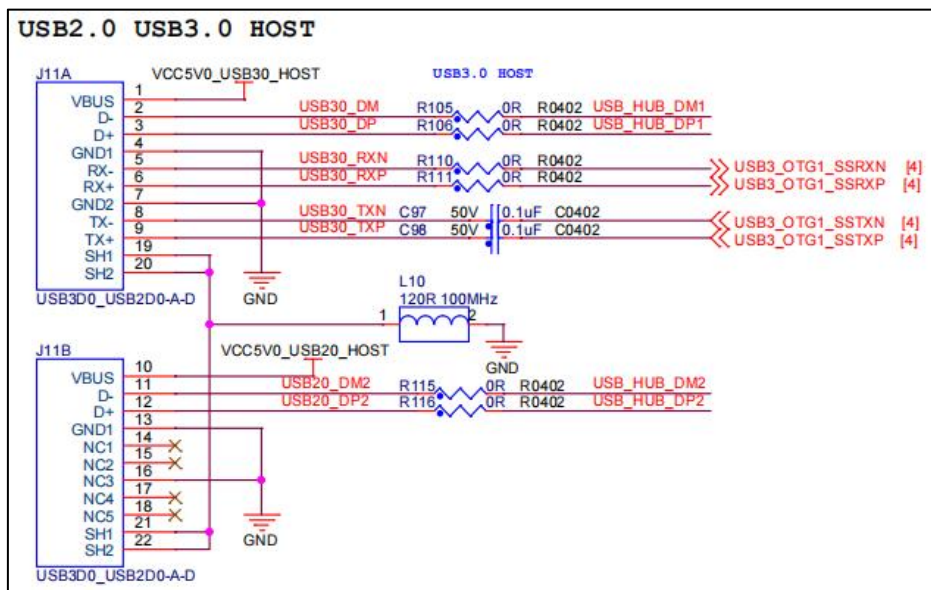 USB2.0 USB3.0 HOST
J11A VCC5V0_USB30_HOST USB3.0 HOST
VBUS 1
D- 2 USB30_DM R105 0R R0402 USB_HUB_DM1
D+ 3 USB30_DP R106 0R R0402 USB_HUB_DP1
GND1 4
RX- 5 USB30_RXN R110 0R R0402 USB3_OTG1_SSRXN [4]
RX+ 6 USB30_RXP R111 0R R0402 USB3_OTG1_SSRXP [4]
GND2 7
TX- 8 USB30_TXN C97 50V 0.1uF C0402 USB3_OTG1_SSTXN [4]
TX+ 9 USB30_TXP C98 50V 0.1uF C0402 USB3_OTG1_SSTXP [4]
SH1 19
SH2 20
USB3D0_USB2D0-A-D GND
L10
120R 100MHz
1 2
GND
J11B VCC5V0_USB20_HOST
VBUS 10
D- 11 USB20_DM2 R115 0R R0402 USB_HUB_DM2
D+ 12 USB20_DP2 R116 0R R0402 USB_HUB_DP2
GND1 13
NC1 14
NC2 15
NC3 16
NC4 17
NC5 18
SH1 21
SH2 22
GND
USB3D0_USB2D0-A-D